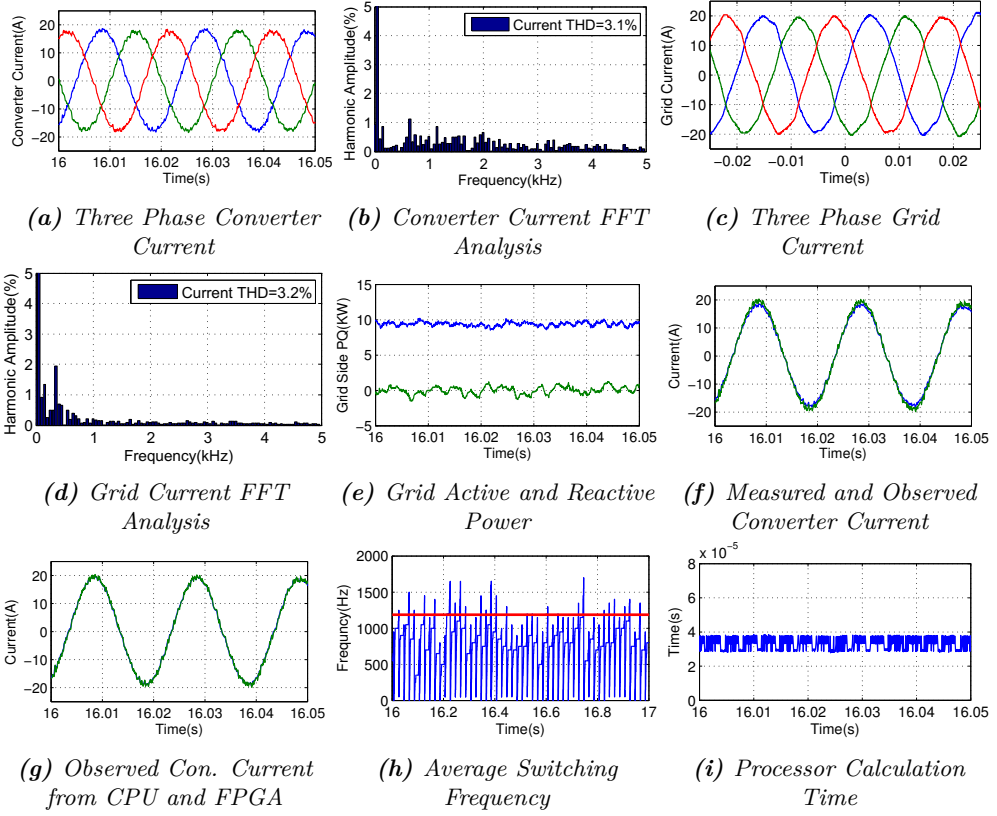 Converter Current(A)
20
10
0
−10
−20
16
16.01
16.02
16.03
16.04
16.05
Time(s)
(a) Three Phase Converter
Current
Harmonic Amplitude(%)
5
4
3
2
1
0
Current THD=3.1%
0
1
2
3
4
5
Frequency(kHz)
(b) Converter Current FFT
Analysis
Grid Current(A)
20
10
0
−10
−20
−0.02
−0.01
0
0.01
0.02
Time(s)
(c) Three Phase Grid
Current
Harmonic Amplitude(%)
5
4
3
2
1
0
Current THD=3.2%
0
1
2
3
4
5
Frequency(kHz)
(d) Grid Current FFT
Analysis
Grid Side PQ(KW)
15
10
5
0
−5
16
16.01
16.02
16.03
16.04
16.05
Time(s)
(e) Grid Active and Reactive
Power
Current(A)
20
10
0
−10
−20
16
16.01
16.02
16.03
16.04
16.05
Time(s)
(f) Measured and Observed
Converter Current
Current(A)
20
10
0
−10
−20
16
16.01
16.02
16.03
16.04
16.05
Time(s)
(g) Observed Con. Current
from CPU and FPGA
Frequncy(Hz)
2000
1500
1000
500
0
16
16.2
16.4
16.6
16.8
17
Time(s)
(h) Average Switching
Frequency
Time(s)
8
x 10⁻⁵
6
4
2
0
16
16.01
16.02
16.03
16.04
16.05
Time(s)
(i) Processor Calculation
Time